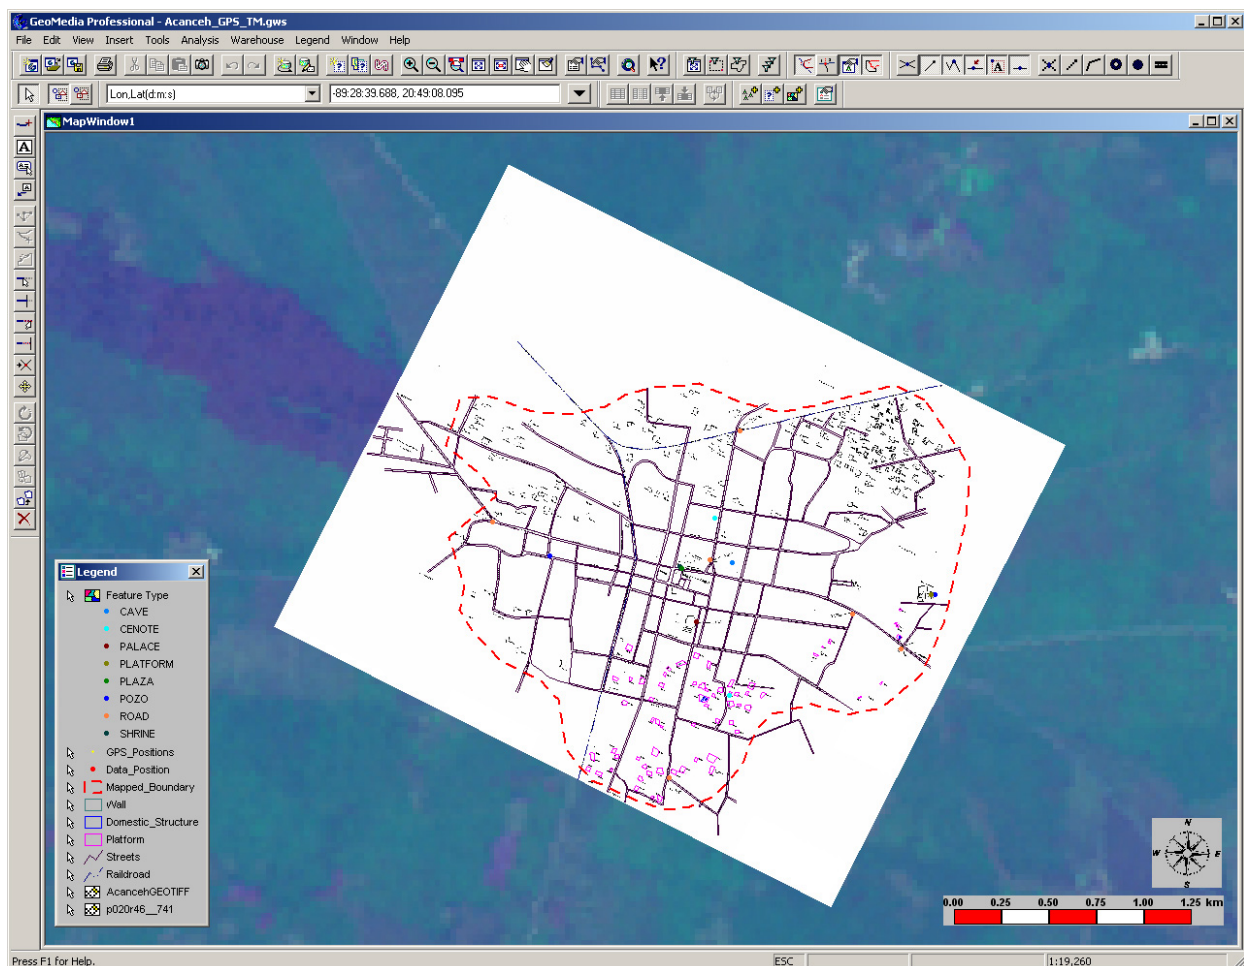 GeoMedia Professional - Acanceh_GPS_TM.gws
File Edit View Insert Tools Analysis Warehouse Legend Window Help
Lon,Lat(d:m:s) -89:28:39.688, 20:49:08.095
MapWindow1
Legend
Feature Type
CAVE
CENOTE
PALACE
PLATFORM
PLAZA
POZO
ROAD
SHRINE
GPS_Positions
Data_Position
Mapped_Boundary
Wall
Domestic_Structure
Platform
Streets
Raildroad
AcancehGEOTIFF
p020r46__741
N
W E
S
0.00 0.25 0.50 0.75 1.00 1.25 km
Press F1 for Help. ESC 1:19,260